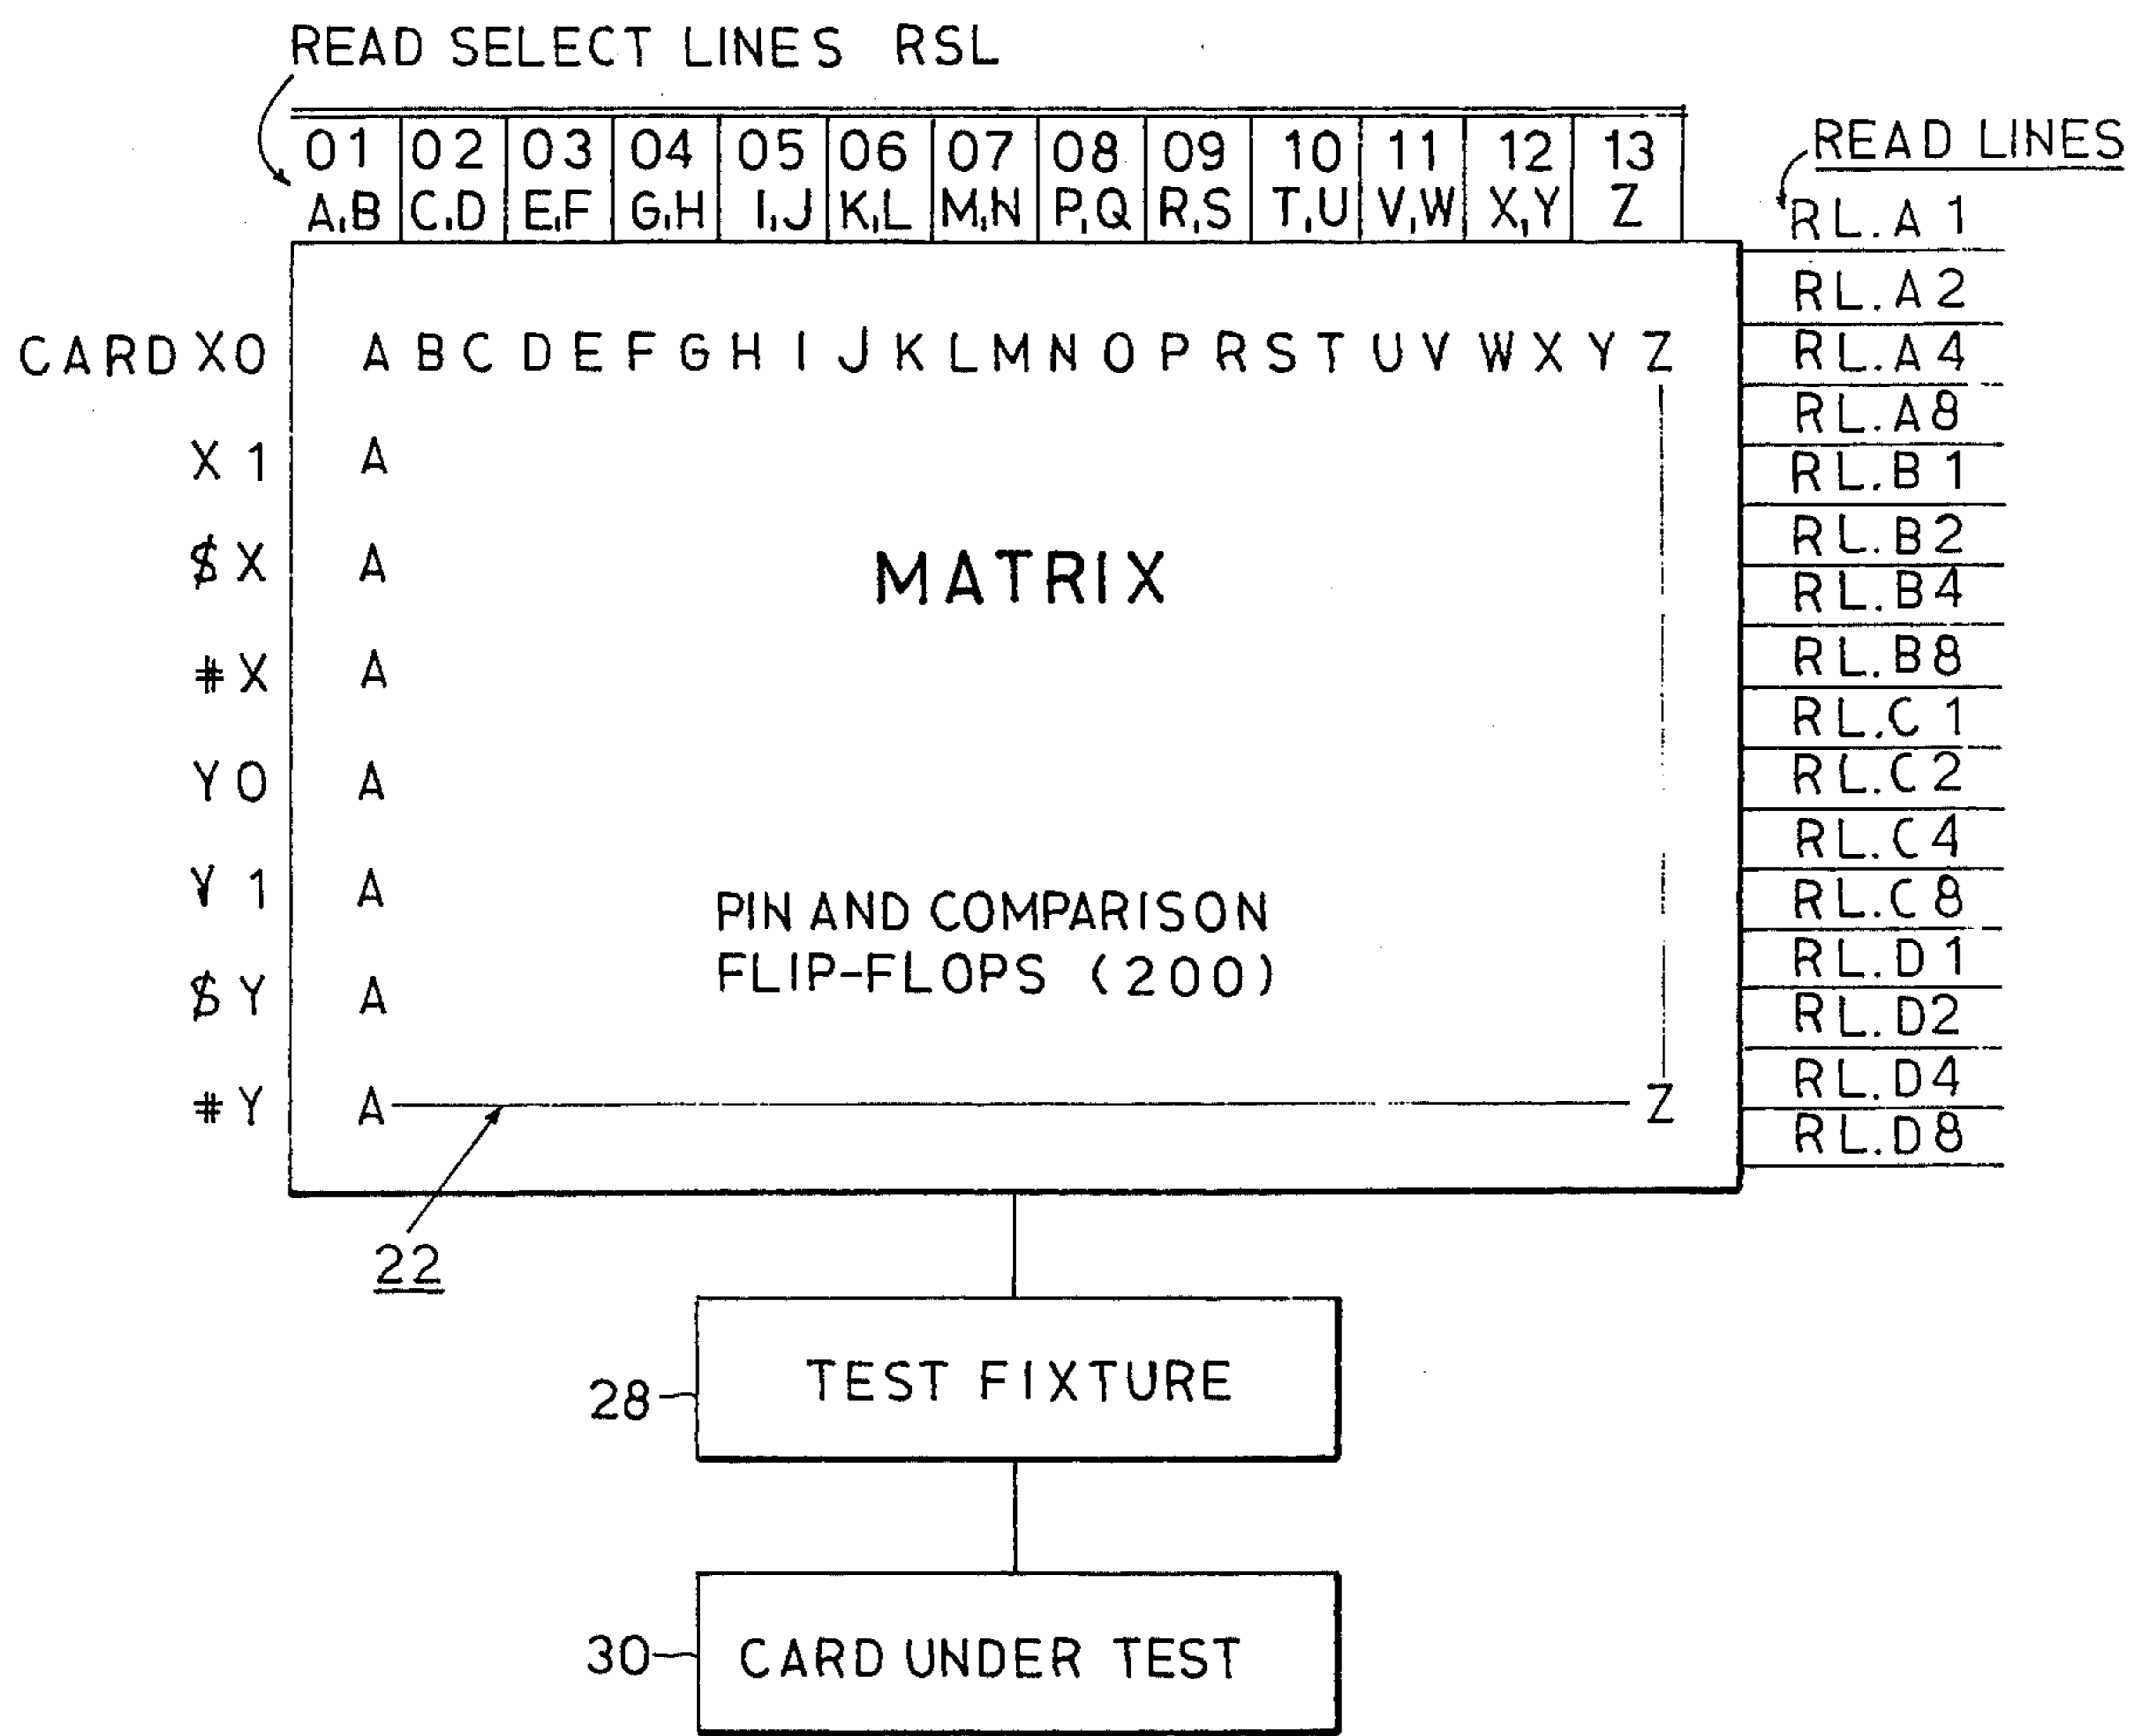 READ SELECT LINES RSL
01 02 03 04 05 06 07 08 09 10 11 12 13
A,B C,D E,F G,H I,J K,L M,N P,Q R,S T,U V,W X,Y Z
READ LINES
RL.A1
RL.A2
RL.A4
RL.A8
RL.B1
RL.B2
RL.B4
RL.B8
RL.C1
RL.C2
RL.C4
RL.C8
RL.D1
RL.D2
RL.D4
RL.D8
CARD X0 A B C D E F G H I J K L M N O P R S T U V W X Y Z
X1 A
$X A
MATRIX
#X A
Y0 A
Y1 A
PIN AND COMPARISON
FLIP-FLOPS (200)
$Y A
#Y A Z
22
TEST FIXTURE
28
30
CARD UNDER TEST